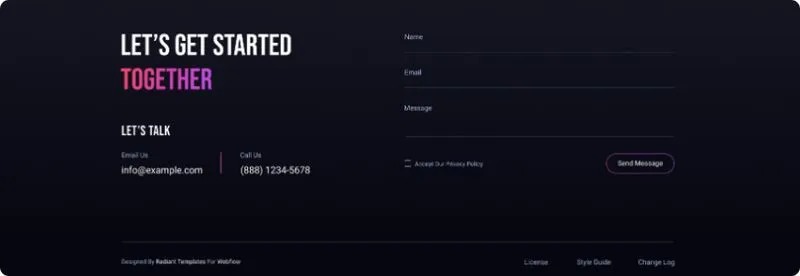 LET'S GET STARTED
TOGETHER
LET'S TALK
Email Us
info@example.com
Call Us
(888) 1234-5678
Name
Email
Message
Accept Our Privacy Policy
Send Message
Designed By Radiant Templates For Webflow
License
Style Guide
Change Log